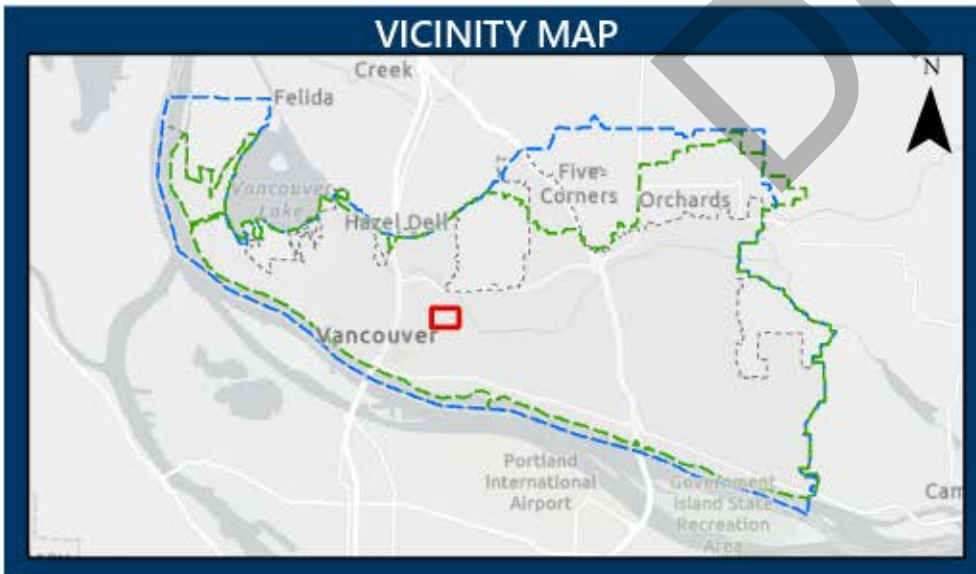 VICINITY MAP
Creek
N
Felida
Vancouver
Lake
Five
Corners
Orchards
Hazel Dell
Vancouver
Portland
International
Airport
Government
Island State
Recreation
Area
Cam